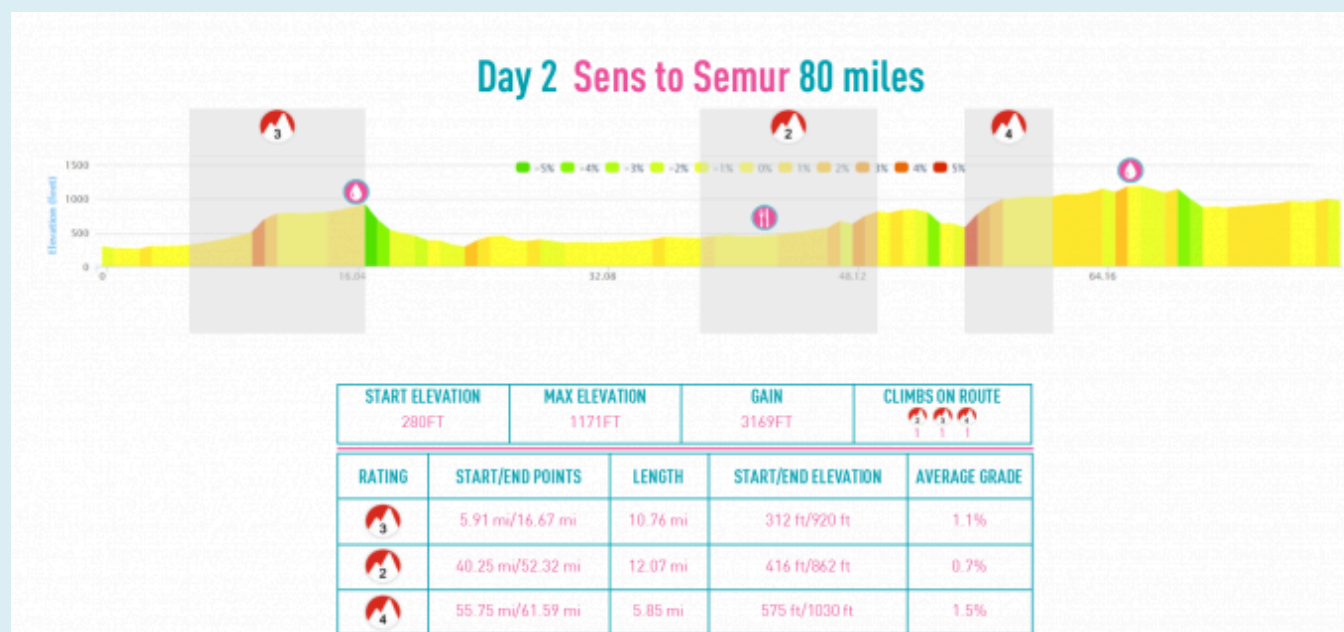 Day 2 Sens to Semur 80 miles
3
2
4
1500
-5% -4% -3% -2% -1% 0% 1% 2% 3% 4% 5%
1000
500
0
Elevation (feet)
0 16.04 32.08 48.12 64.16
START ELEVATION MAX ELEVATION GAIN CLIMBS ON ROUTE
280FT 1171FT 3169FT
1 1 1
RATING START/END POINTS LENGTH START/END ELEVATION AVERAGE GRADE
3 5.91 mi/16.67 mi 10.76 mi 312 ft/920 ft 1.1%
2 40.25 mi/52.32 mi 12.07 mi 416 ft/862 ft 0.7%
4 55.75 mi/61.59 mi 5.85 mi 575 ft/1030 ft 1.5%